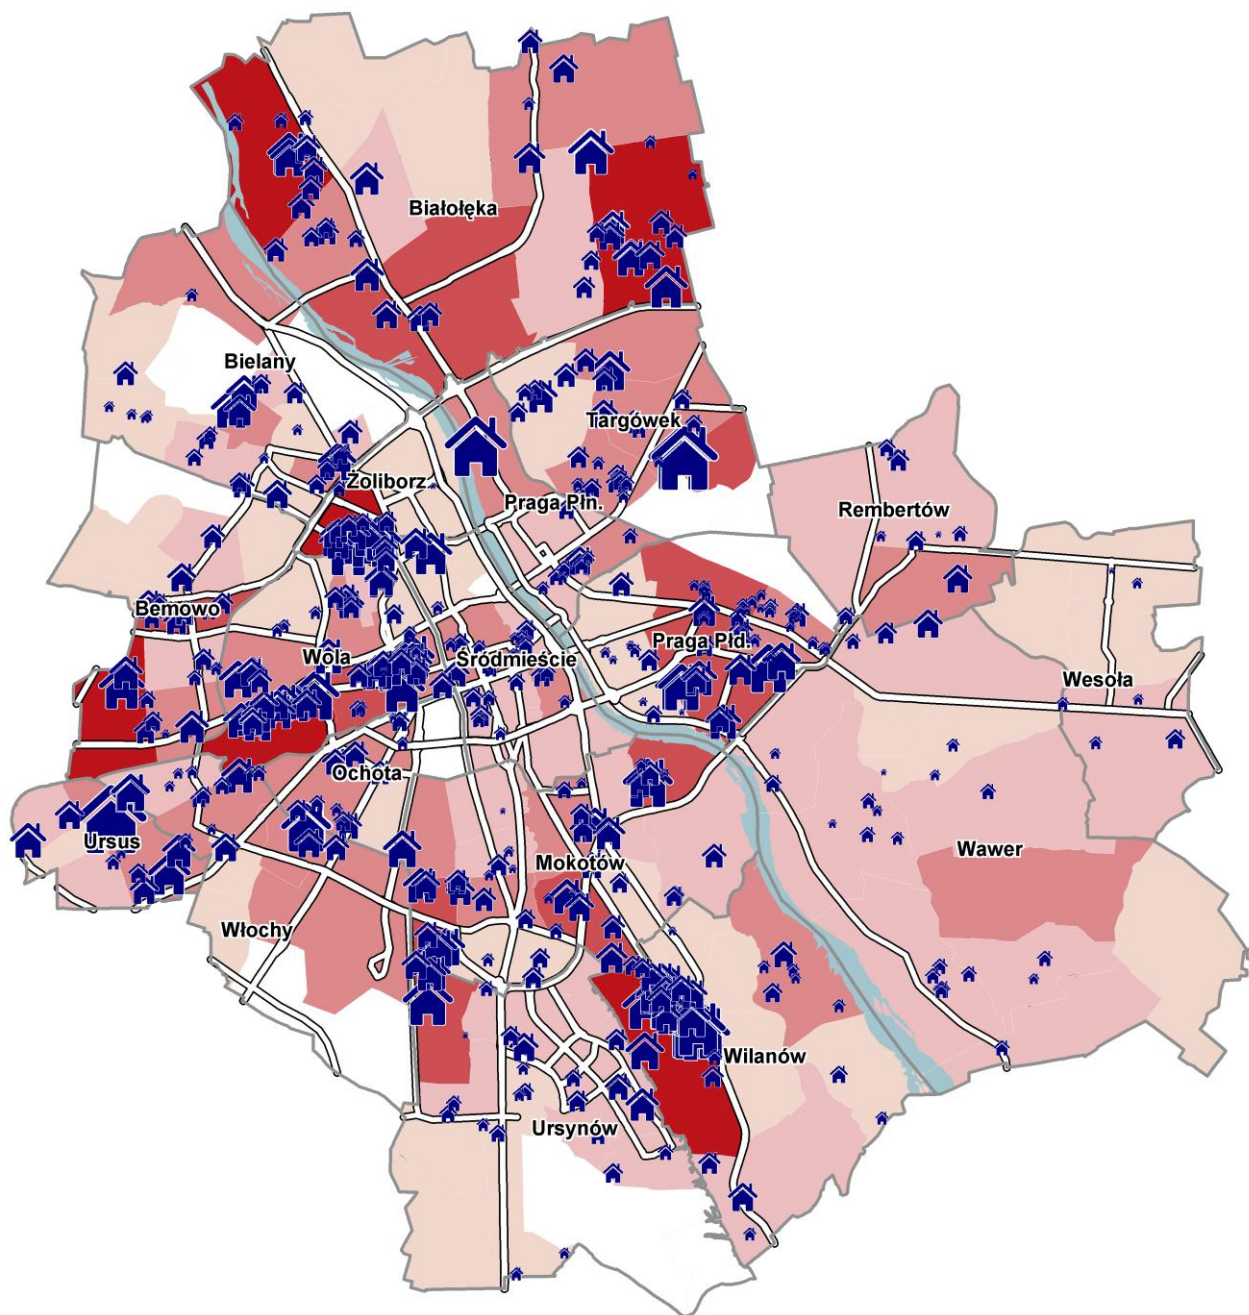 Białołęka
Bielany
Targówek
Żoliborz
Praga Płn.
Rembertów
Bemowo
Wola
Śródmieście
Praga Płd.
Wesoła
Ochota
Ursus
Mokotów
Wawer
Włochy
Wilanów
Ursynów